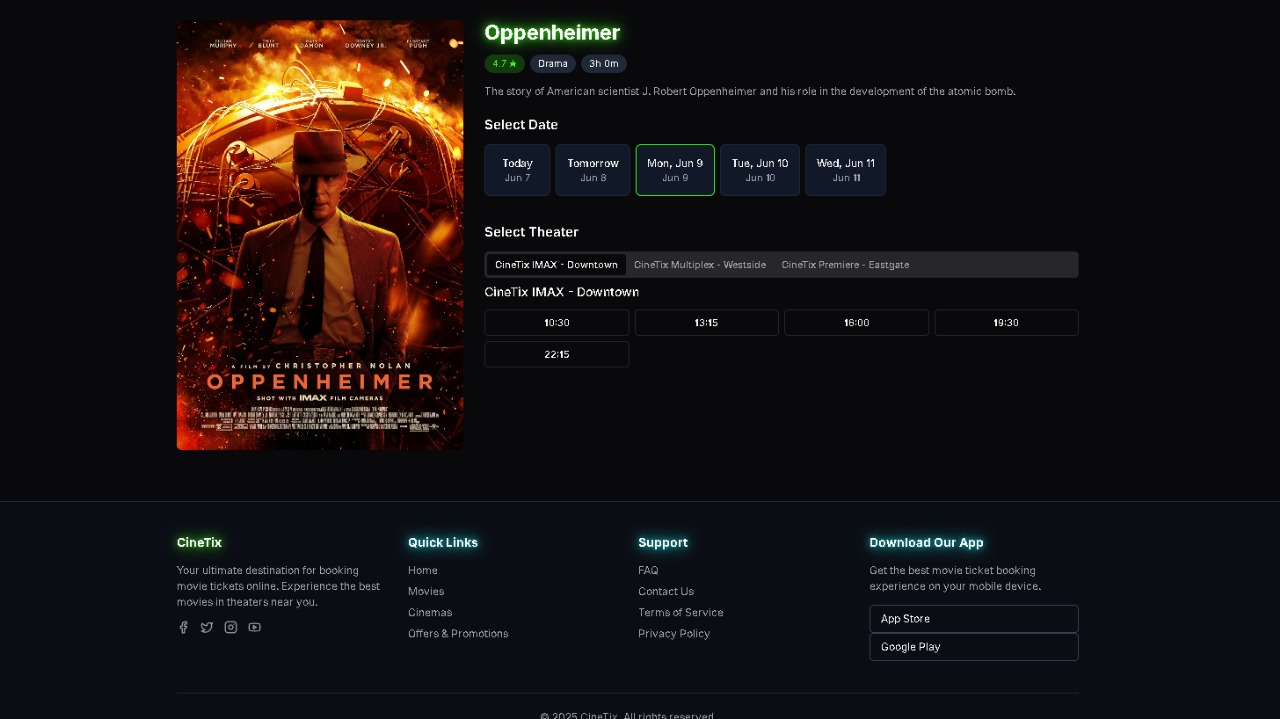 CILLIAN MURPHY
EMILY BLUNT
MATT DAMON
ROBERT DOWNEY JR.
FLORENCE PUGH
A FILM BY CHRISTOPHER NOLAN
OPPENHEIMER
SHOT WITH IMAX FILM CAMERAS
Oppenheimer
4.7 ★
Drama
3h 0m
The story of American scientist J. Robert Oppenheimer and his role in the development of the atomic bomb.
Select Date
Today
Jun 7
Tomorrow
Jun 8
Mon, Jun 9
Jun 9
Tue, Jun 10
Jun 10
Wed, Jun 11
Jun 11
Select Theater
CineTix IMAX - Downtown
CineTix Multiplex - Westside
CineTix Premiere - Eastgate
CineTix IMAX - Downtown
10:30
13:15
16:00
19:30
22:15
CineTix
Your ultimate destination for booking
movie tickets online. Experience the best
movies in theaters near you.
Quick Links
Home
Movies
Cinemas
Offers & Promotions
Support
FAQ
Contact Us
Terms of Service
Privacy Policy
Download Our App
Get the best movie ticket booking
experience on your mobile device.
App Store
Google Play
© 2025 CineTix. All rights reserved.